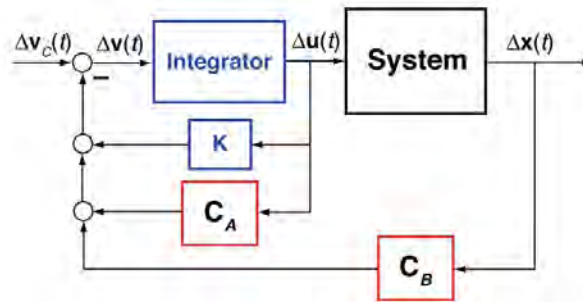 Δv_C(t) Δv(t) Integrator Δu(t) System Δx(t)
K
C_A
C_B